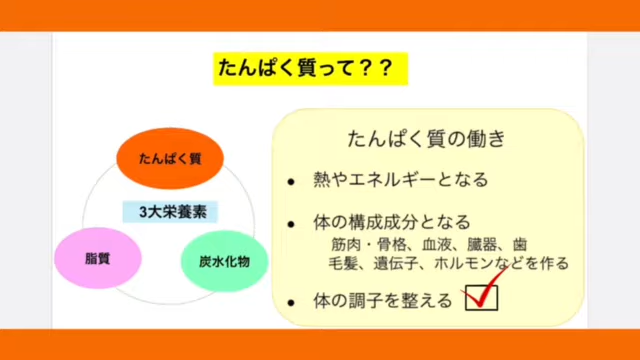 たんぱく質って？？
たんぱく質
3大栄養素
脂質
炭水化物
たんぱく質の働き
• 熱やエネルギーとなる
• 体の構成成分となる
筋肉・骨格、血液、臓器、歯
毛髪、遺伝子、ホルモンなどを作る
• 体の調子を整える